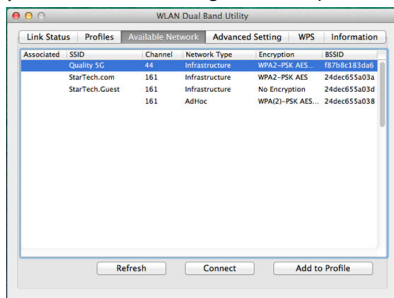 WLAN Dual Band Utility
Link Status Profiles Available Network Advanced Setting WPS Information
Associated SSID Channel Network Type Encryption BSSID
Quality 5G 44 Infrastructure WPA2-PSK AES... f87b8c183da6
StarTech.com 161 Infrastructure WPA2-PSK AES 24dec655a03a
StarTech.Guest 161 Infrastructure No Encryption 24dec655a03d
161 AdHoc WPA(2)-PSK AES... 24dec655a038
Refresh Connect Add to Profile